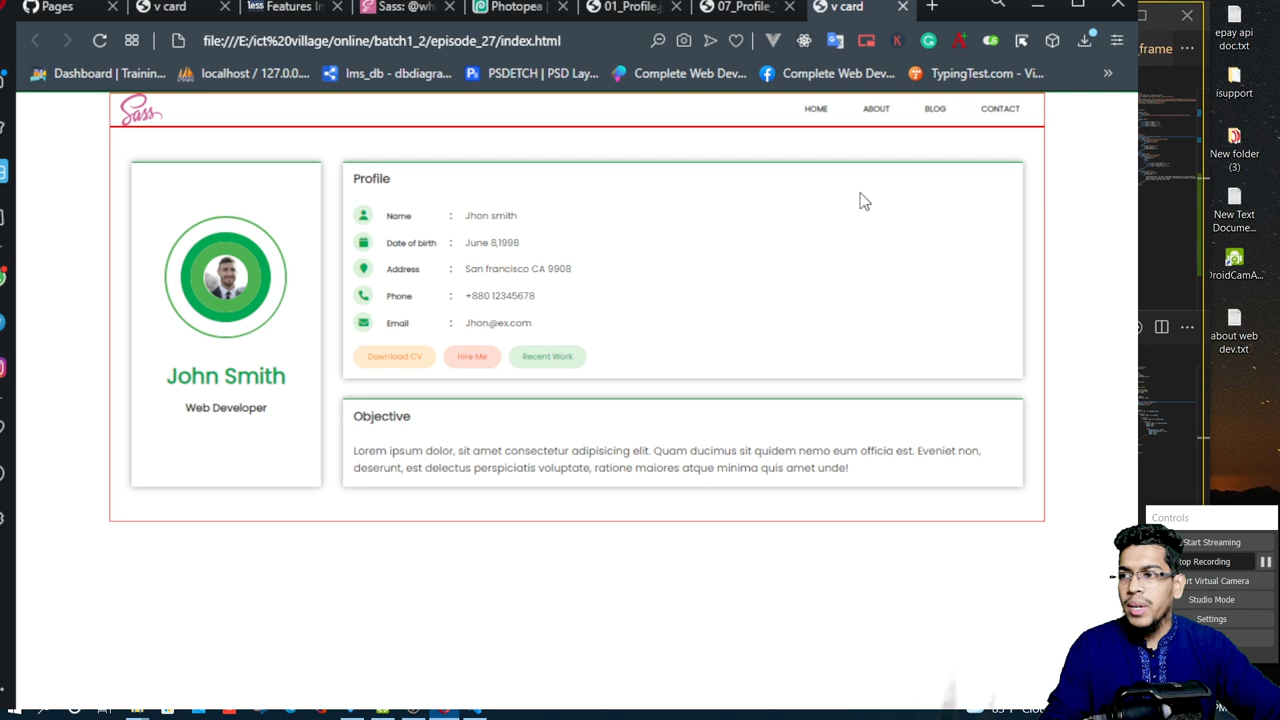 Pages
v card
less Features In
Sass: @wh
Photopea
01_Profile.j
07_Profile_
v card
file:///E:/ict%20village/online/batch1_2/episode_27/index.html
Dashboard | Trainin...
localhost / 127.0.0....
lms_db - dbdiagra...
PSDETCH | PSD Lay...
Complete Web Dev...
Complete Web Dev...
TypingTest.com - Vi...
Sass
HOME
ABOUT
BLOG
CONTACT
Profile
Name : Jhon smith
Date of birth : June 8,1998
Address : San francisco CA 9908
Phone : +880 12345678
Email : Jhon@ex.com
Download CV
Hire Me
Recent Work
John Smith
Web Developer
Objective
Lorem ipsum dolor, sit amet consectetur adipisicing elit. Quam ducimus sit quidem nemo eum officia est. Eveniet non,
deserunt, est delectus perspiciatis voluptate, ratione maiores atque minima quis amet unde!
frame
epay api
doc.txt
isupport
New folder
(3)
New Text
Docume...
DroidCamA...
about web
dev.txt
Controls
Start Streaming
top Recording
art Virtual Camera
Studio Mode
Settings